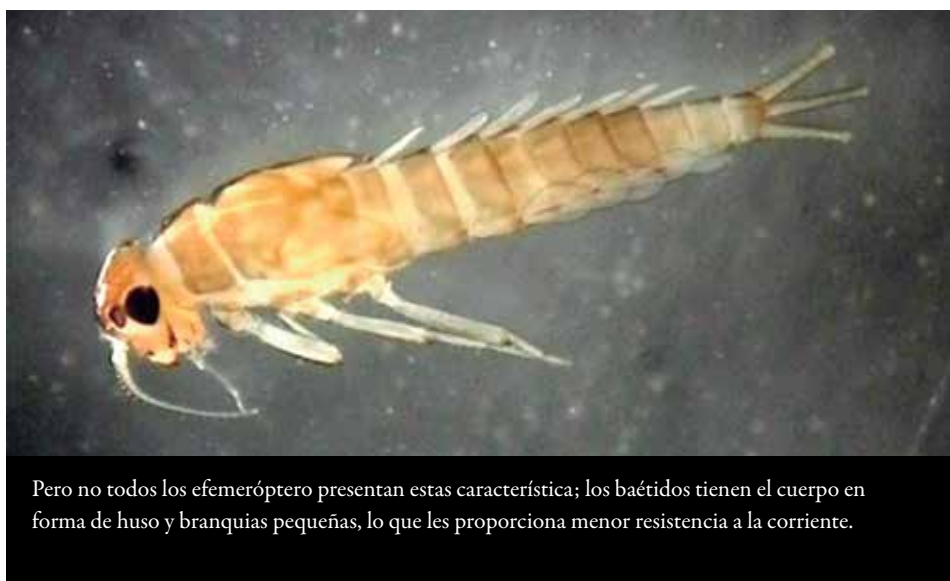 Pero no todos los efemeróptero presentan estas característica; los baétidos tienen el cuerpo en
forma de huso y branquias pequeñas, lo que les proporciona menor resistencia a la corriente.